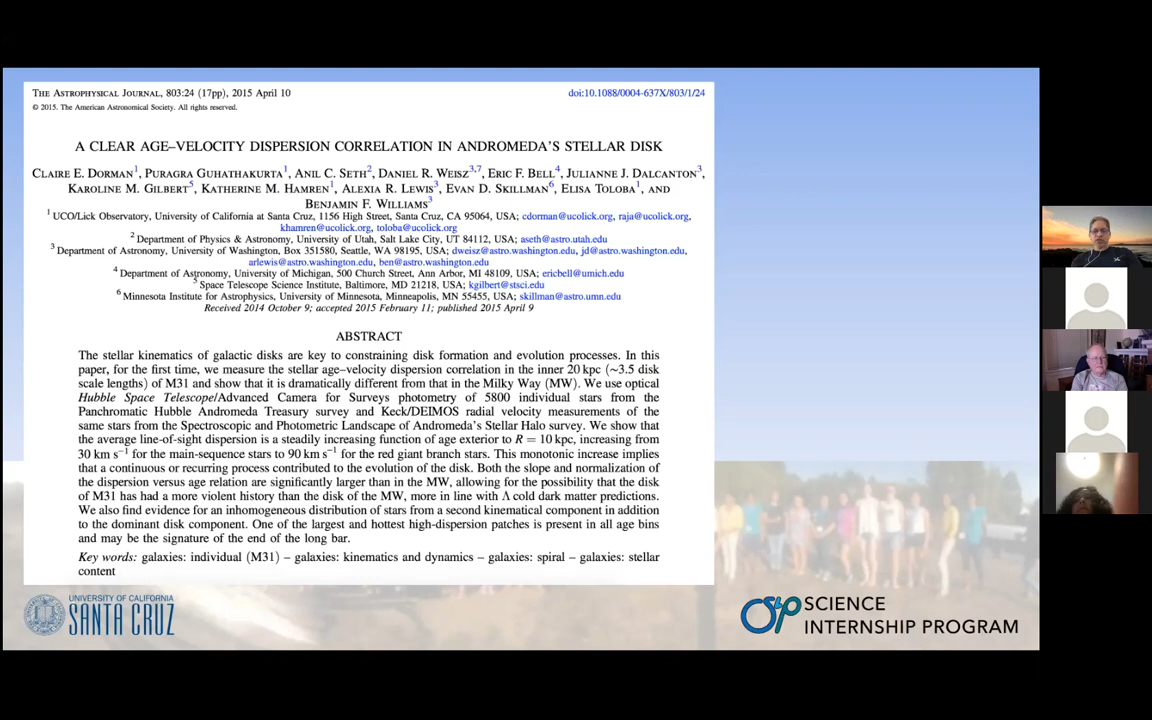 THE ASTROPHYSICAL JOURNAL, 803:24 (17pp), 2015 April 10
doi:10.1088/0004-637X/803/1/24
© 2015. The American Astronomical Society. All rights reserved.
A CLEAR AGE–VELOCITY DISPERSION CORRELATION IN ANDROMEDA'S STELLAR DISK
CLAIRE E. DORMAN1, PURAGRA GUHATHAKURTA1, ANIL C. SETH2, DANIEL R. WEISZ3,7, ERIC F. BELL4, JULIANNE J. DALCANTON3,
KAROLINE M. GILBERT5, KATHERINE M. HAMREN1, ALEXIA R. LEWIS3, EVAN D. SKILLMAN6, ELISA TOLOBA1, AND
BENJAMIN F. WILLIAMS3
1 UCO/Lick Observatory, University of California at Santa Cruz, 1156 High Street, Santa Cruz, CA 95064, USA; cdorman@ucolick.org, raja@ucolick.org,
khamren@ucolick.org, toloba@ucolick.org
2 Department of Physics & Astronomy, University of Utah, Salt Lake City, UT 84112, USA; aseth@astro.utah.edu
3 Department of Astronomy, University of Washington, Box 351580, Seattle, WA 98195, USA; dweisz@astro.washington.edu, jd@astro.washington.edu,
arlewis@astro.washington.edu, ben@astro.washington.edu
4 Department of Astronomy, University of Michigan, 500 Church Street, Ann Arbor, MI 48109, USA; ericbell@umich.edu
5 Space Telescope Science Institute, Baltimore, MD 21218, USA; kgilbert@stsci.edu
6 Minnesota Institute for Astrophysics, University of Minnesota, Minneapolis, MN 55455, USA; skillman@astro.umn.edu
Received 2014 October 9; accepted 2015 February 11; published 2015 April 9
ABSTRACT
The stellar kinematics of galactic disks are key to constraining disk formation and evolution processes. In this
paper, for the first time, we measure the stellar age–velocity dispersion correlation in the inner 20 kpc (~3.5 disk
scale lengths) of M31 and show that it is dramatically different from that in the Milky Way (MW). We use optical
Hubble Space Telescope/Advanced Camera for Surveys photometry of 5800 individual stars from the
Panchromatic Hubble Andromeda Treasury survey and Keck/DEIMOS radial velocity measurements of the
same stars from the Spectroscopic and Photometric Landscape of Andromeda's Stellar Halo survey. We show that
the average line-of-sight dispersion is a steadily increasing function of age exterior to R = 10 kpc, increasing from
30 km s−1 for the main-sequence stars to 90 km s−1 for the red giant branch stars. This monotonic increase implies
that a continuous or recurring process contributed to the evolution of the disk. Both the slope and normalization of
the dispersion versus age relation are significantly larger than in the MW, allowing for the possibility that the disk
of M31 has had a more violent history than the disk of the MW, more in line with Λ cold dark matter predictions.
We also find evidence for an inhomogeneous distribution of stars from a second kinematical component in addition
to the dominant disk component. One of the largest and hottest high-dispersion patches is present in all age bins
and may be the signature of the end of the long bar.
Key words: galaxies: individual (M31) – galaxies: kinematics and dynamics – galaxies: spiral – galaxies: stellar
content
UNIVERSITY OF CALIFORNIA
SANTA CRUZ
SIP SCIENCE
INTERNSHIP PROGRAM